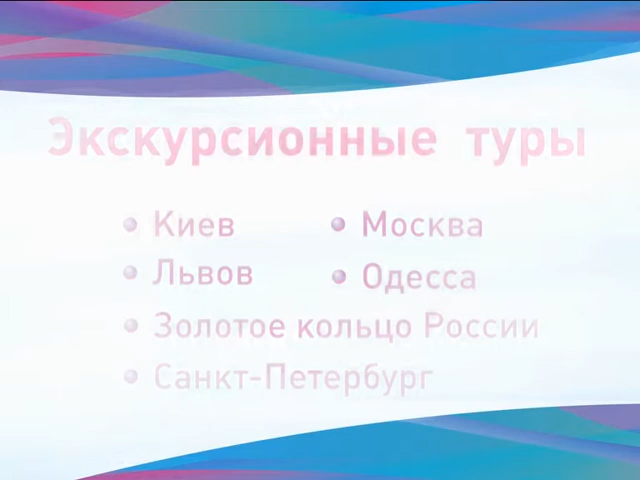 Экскурсионные туры
Киев
Москва
Львов
Одесса
Золотое кольцо России
Санкт-Петербург